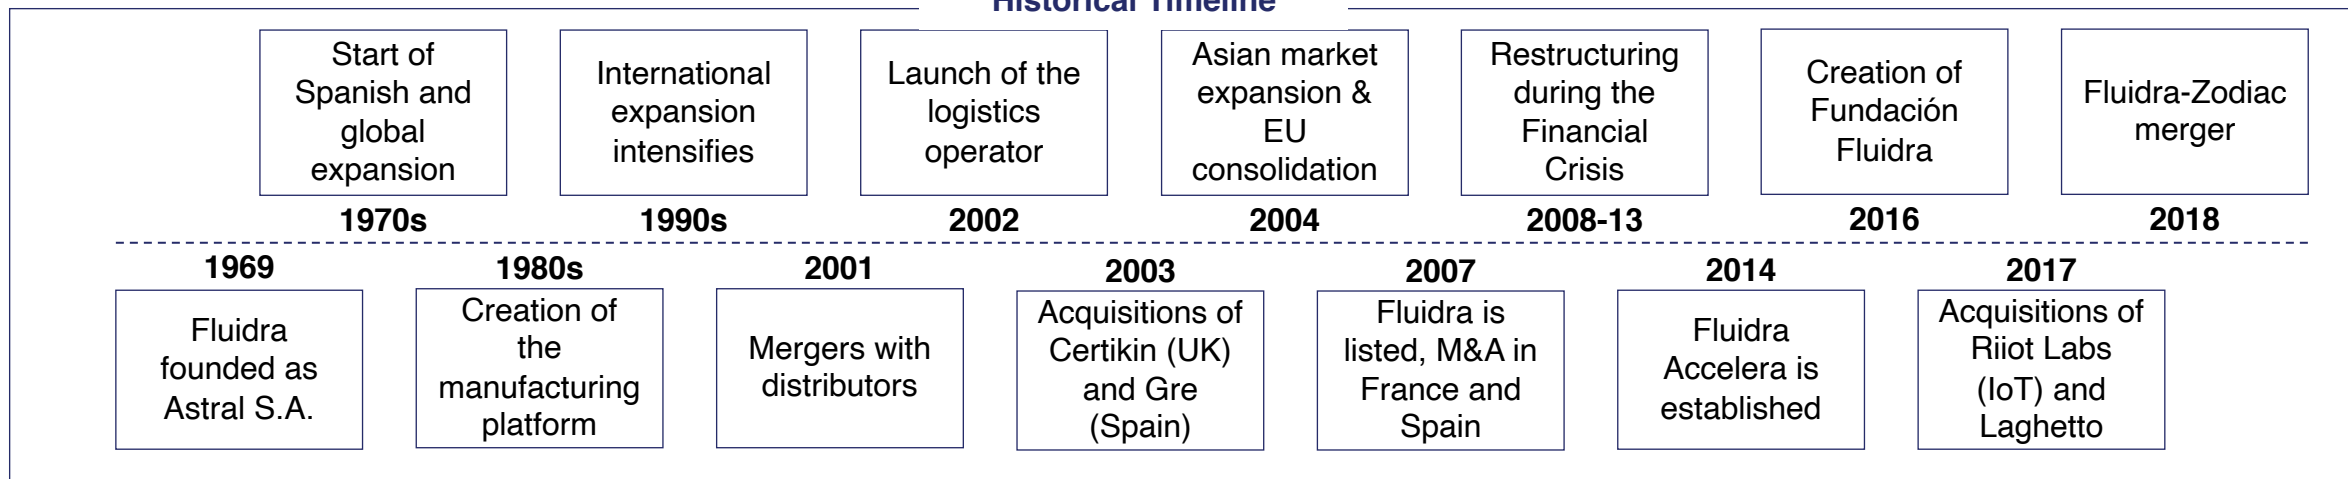 Historical Timeline
Start of
Spanish and
global
expansion
International
expansion
intensifies
Launch of the
logistics
operator
Asian market
expansion &
EU
consolidation
Restructuring
during the
Financial
Crisis
Creation of
Fundación
Fluidra
Fluidra-Zodiac
merger
1970s
1990s
2002
2004
2008-13
2016
2018
1969
1980s
2001
2003
2007
2014
2017
Fluidra
founded as
Astral S.A.
Creation of
the
manufacturing
platform
Mergers with
distributors
Acquisitions of
Certikin (UK)
and Gre
(Spain)
Fluidra is
listed, M&A in
France and
Spain
Fluidra
Accelera is
established
Acquisitions of
Riiot Labs
(IoT) and
Laghetto